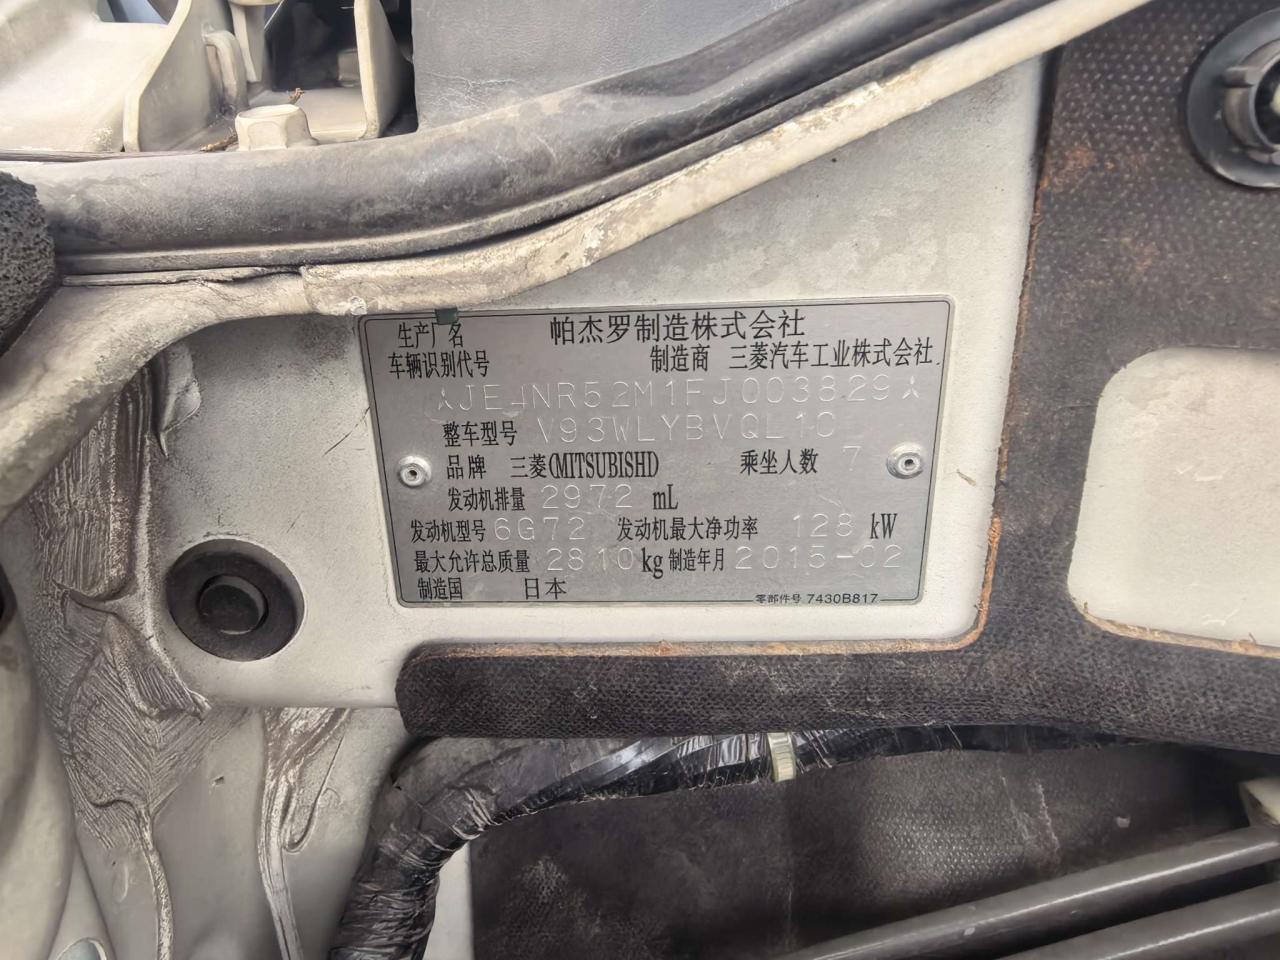 生产厂名 帕杰罗制造株式会社
车辆识别代号 制造商 三菱汽车工业株式会社
JE4NR52M1FJ003829
整车型号 V93WLYBVQL10
品牌 三菱(MITSUBISHI) 乘坐人数 7
发动机排量 2972 mL
发动机型号 6G72 发动机最大净功率 128 kW
最大允许总质量 2810 kg 制造年月 2015-02
制造国 日本
零部件号 7430B817